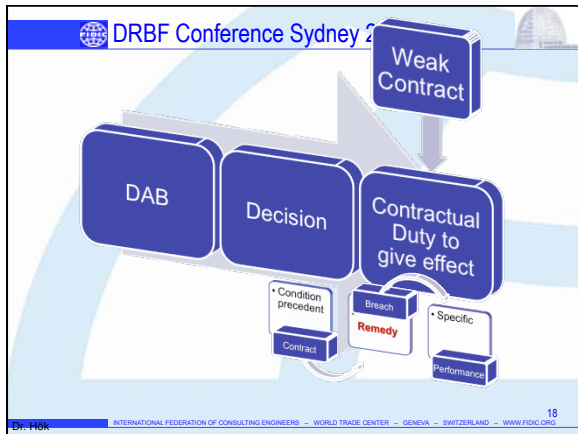 DRBF Conference Sydney 2
Weak
Contract
DAB
Decision
Contractual
Duty to
give effect
• Condition
precedent
Contract
Breach
Remedy
• Specific
Performance
18
Dr. Hök
INTERNATIONAL FEDERATION OF CONSULTING ENGINEERS – WORLD TRADE CENTER – GENEVA – SWITZERLAND – WWW.FIDIC.ORG